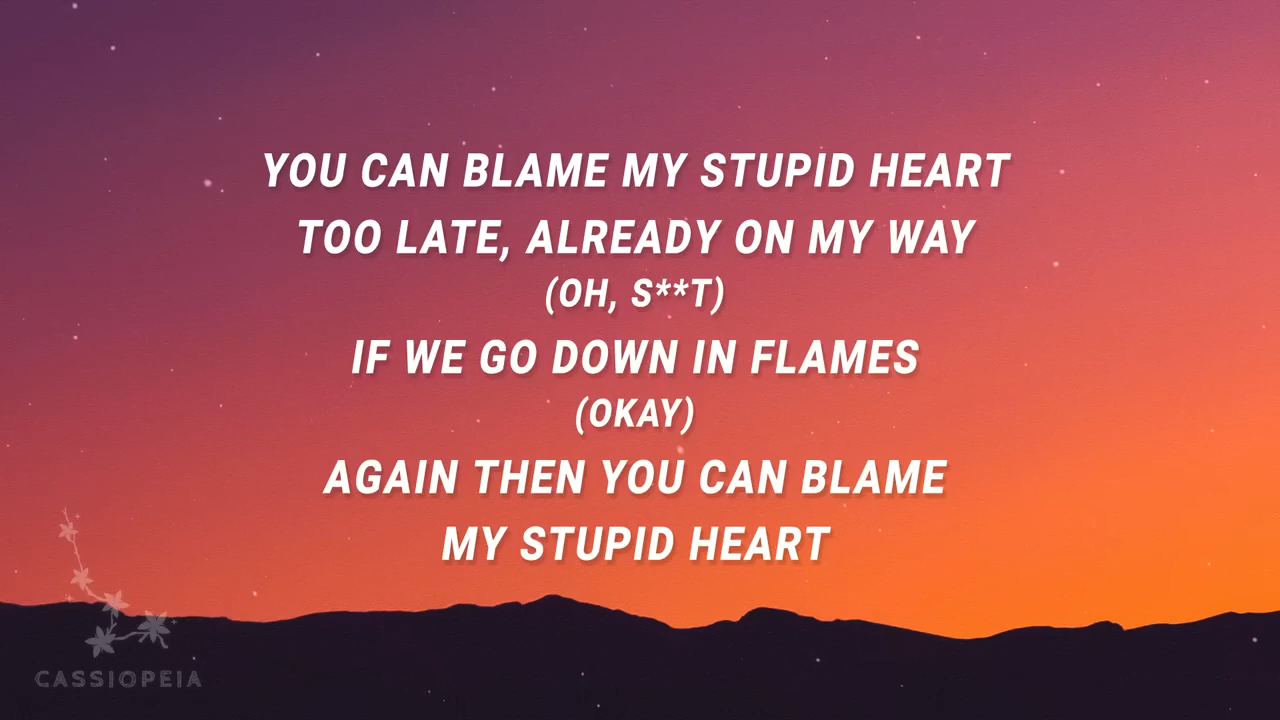 YOU CAN BLAME MY STUPID HEART
TOO LATE, ALREADY ON MY WAY
(OH, S**T)
IF WE GO DOWN IN FLAMES
(OKAY)
AGAIN THEN YOU CAN BLAME
MY STUPID HEART
CASSIOPEIA